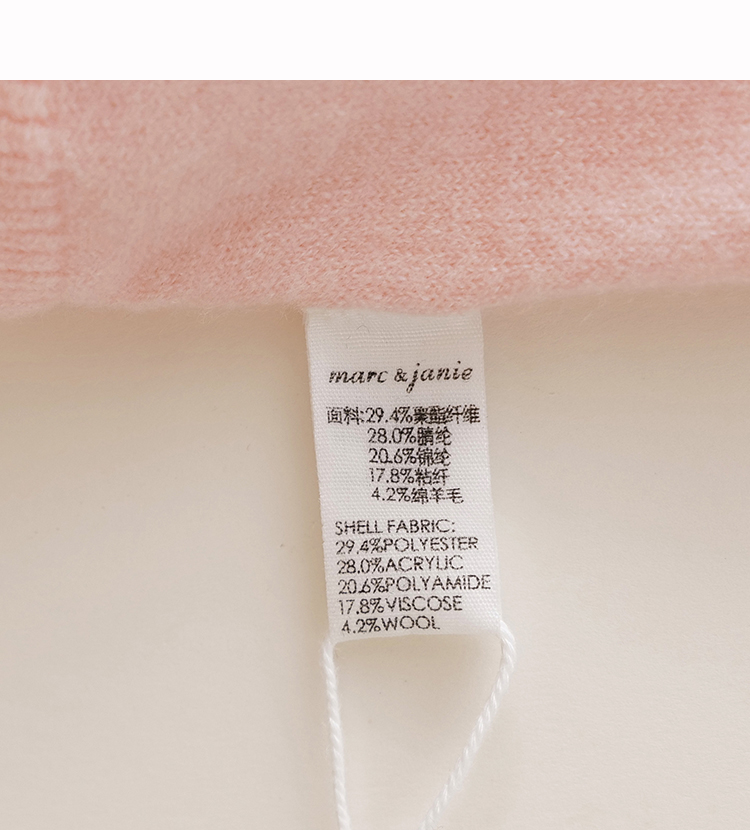 marc & janie
面料:29.4%聚酯纤维
28.0%腈纶
20.6%锦纶
17.8%粘纤
4.2%绵羊毛
SHELL FABRIC:
29.4%POLYESTER
28.0%ACRYLIC
20.6%POLYAMIDE
17.8%VISCOSE
4.2%WOOL